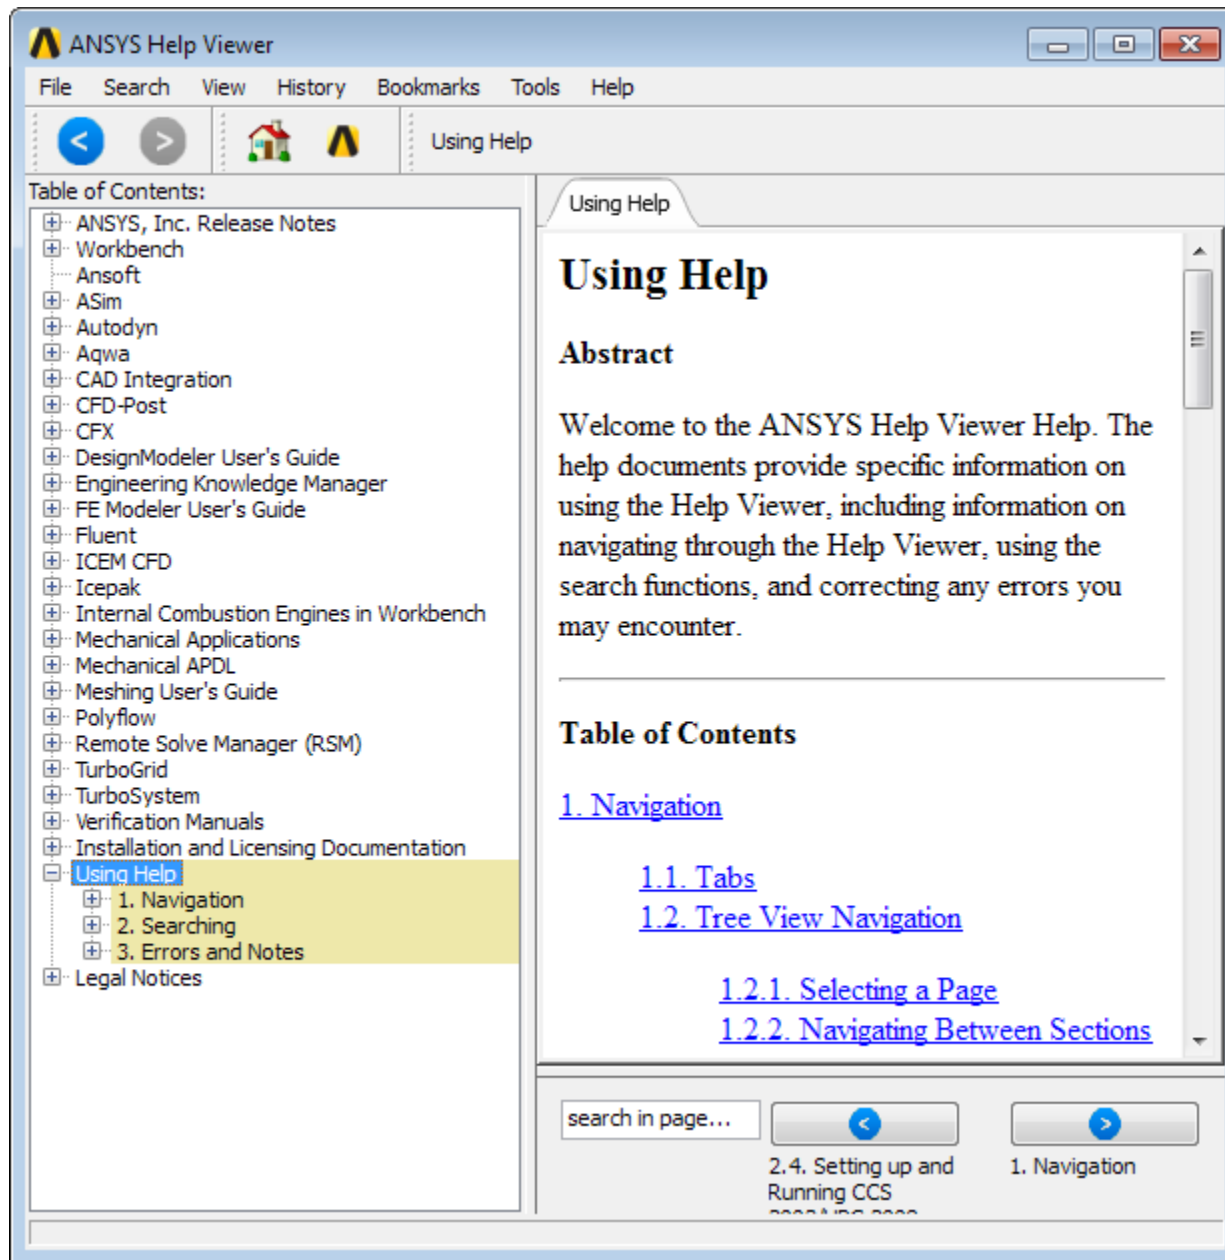 ANSYS Help Viewer
File Search View History Bookmarks Tools Help
Using Help
Table of Contents:
ANSYS, Inc. Release Notes
Workbench
Ansoft
ASim
Autodyn
Aqwa
CAD Integration
CFD-Post
CFX
DesignModeler User's Guide
Engineering Knowledge Manager
FE Modeler User's Guide
Fluent
ICEM CFD
Icepak
Internal Combustion Engines in Workbench
Mechanical Applications
Mechanical APDL
Meshing User's Guide
Polyflow
Remote Solve Manager (RSM)
TurboGrid
TurboSystem
Verification Manuals
Installation and Licensing Documentation
Using Help
1. Navigation
2. Searching
3. Errors and Notes
Legal Notices
Using Help
Using Help
Abstract
Welcome to the ANSYS Help Viewer Help. The
help documents provide specific information on
using the Help Viewer, including information on
navigating through the Help Viewer, using the
search functions, and correcting any errors you
may encounter.
Table of Contents
1. Navigation
1.1. Tabs
1.2. Tree View Navigation
1.2.1. Selecting a Page
1.2.2. Navigating Between Sections
search in page...
2.4. Setting up and
Running CCS
1. Navigation